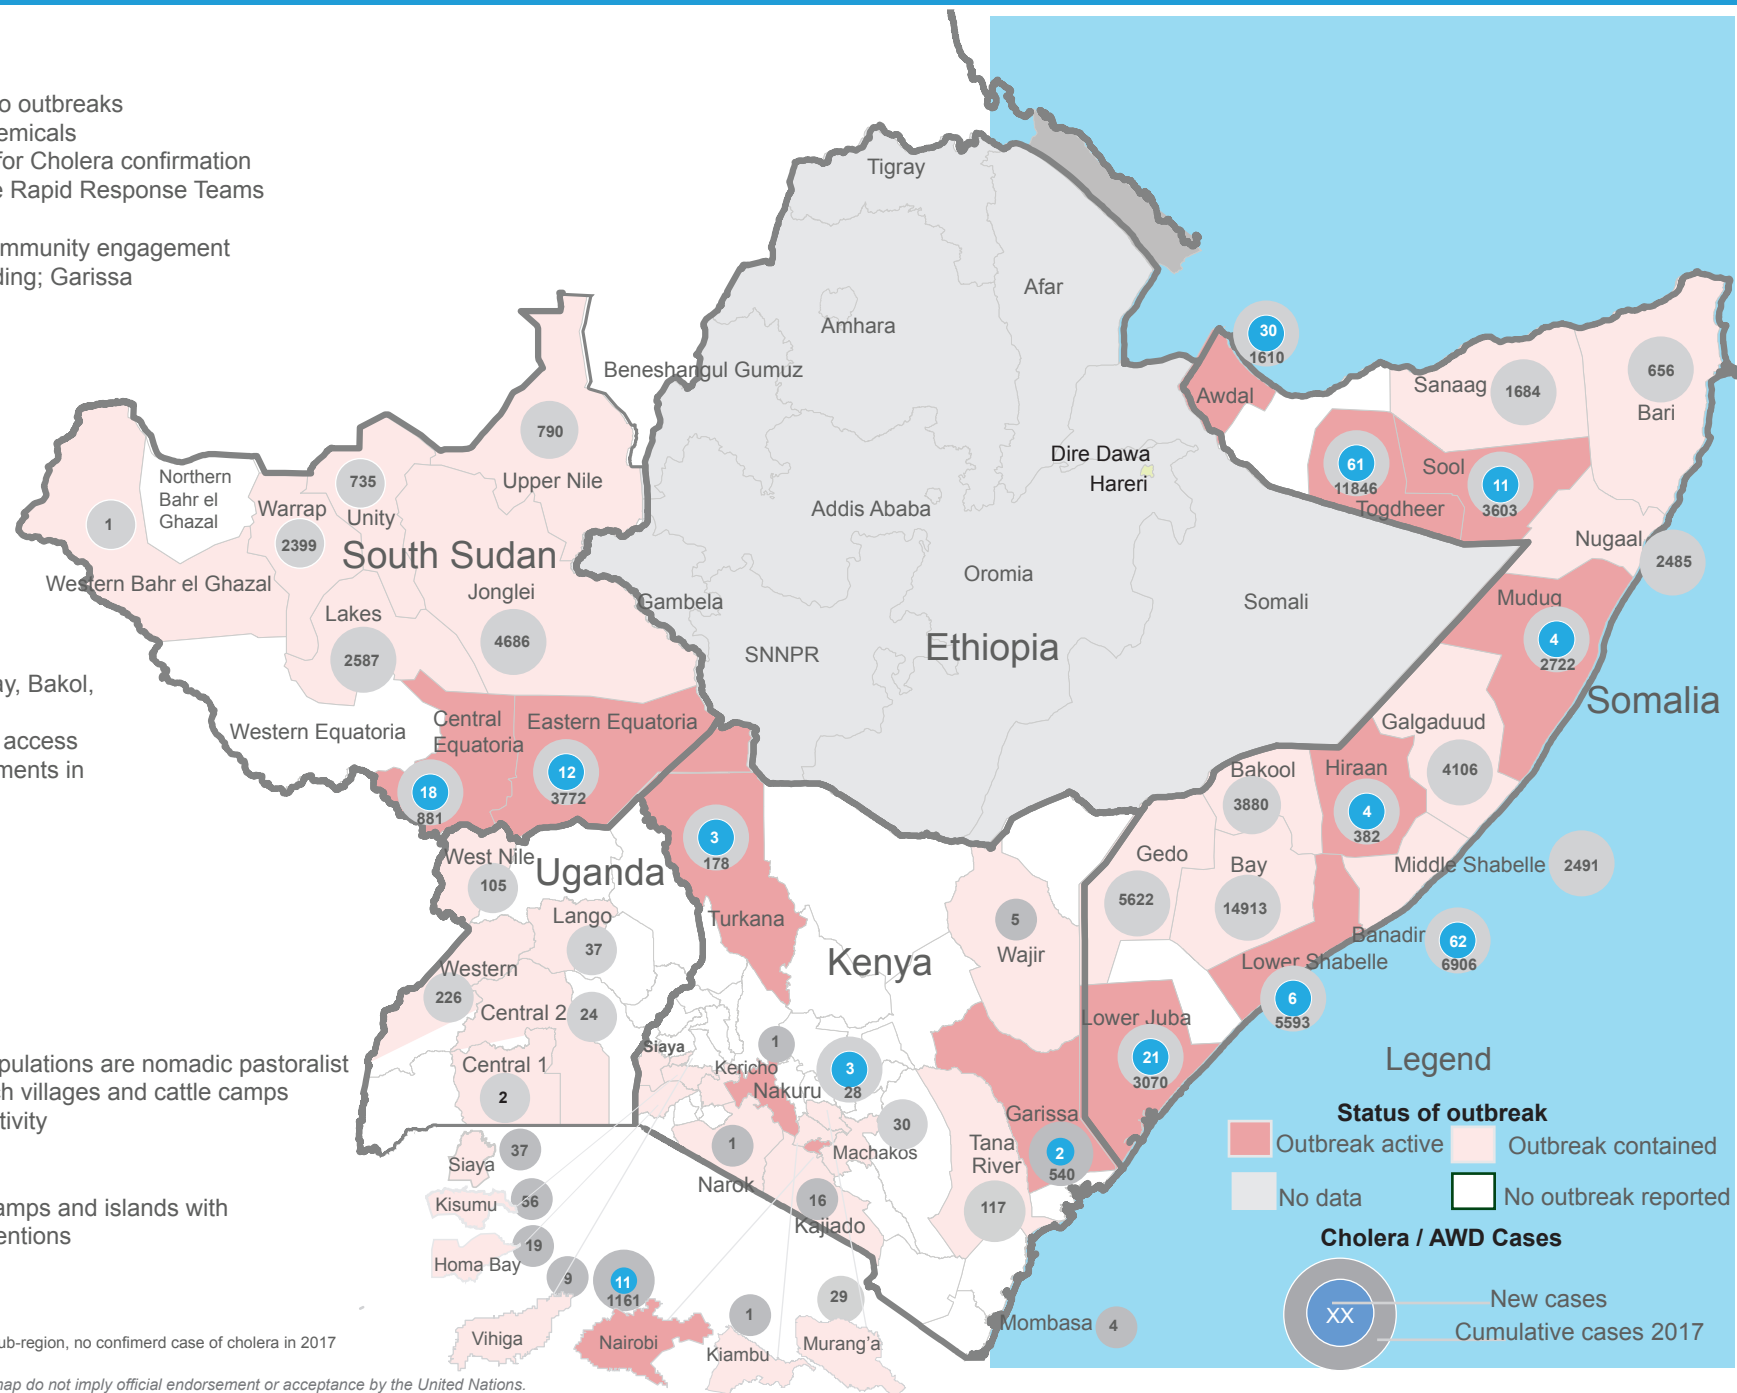 o outbreaks
emicals
for Cholera confirmation
e Rapid Response Teams
mmunity engagement
ding; Garissa
ay, Bakol,
access
ments in
pulations are nomadic pastoralist
ch villages and cattle camps
tivity
amps and islands with
entions
ub-region, no confimerd case of cholera in 2017
map do not imply official endorsement or acceptance by the United Nations.
Tigray
Afar
Amhara
Beneshangul Gumuz
Dire Dawa
Hareri
Addis Ababa
Oromia
Somali
Gambela
SNNPR
Ethiopia
30
1610
Awdal
Sanaag
1684
656
Bari
61
11846
Togdheer
Sool
11
3603
Nugaal
2485
Mudug
4
2722
Somalia
Galgaduud
4106
Hiraan
4
382
Bakool
3880
Gedo
5622
Bay
14913
Middle Shabelle
2491
Banadir
62
6906
Lower Shabelle
6
5593
Lower Juba
21
3070
790
Upper Nile
Northern
Bahr el
Ghazal
735
Unity
Warrap
2399
1
Western Bahr el Ghazal
South Sudan
Jonglei
4686
Lakes
2587
Western Equatoria
Central
Equatoria
18
881
Eastern Equatoria
12
3772
West Nile
105
Uganda
Lango
37
Western
226
Central 2
24
Central 1
2
3
178
Turkana
Kenya
5
Wajir
Siaya
Kericho
1
Nakuru
3
28
30
Machakos
1
Narok
16
Kajiado
Tana
River
117
Garissa
2
540
Siaya
37
Kisumu
56
Homa Bay
19
9
Vihiga
11
1161
Nairobi
1
Kiambu
29
Murang'a
Mombasa
4
Legend
Status of outbreak
Outbreak active
Outbreak contained
No data
No outbreak reported
Cholera / AWD Cases
XX
New cases
Cumulative cases 2017